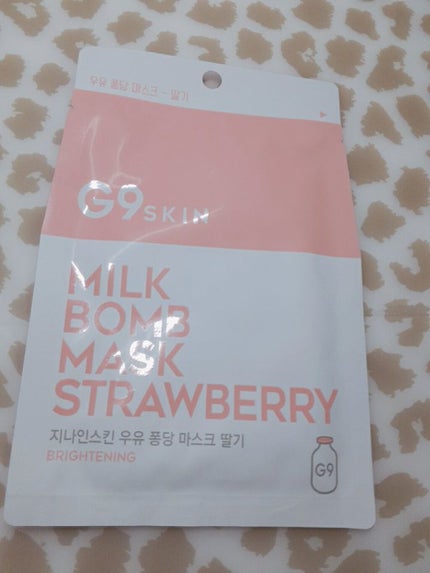 우유 퐁당 마스크 - 딸기
G9SKIN
MILK
BOMB
MASK
STRAWBERRY
지나인스킨 우유 퐁당 마스크 딸기
BRIGHTENING
G9